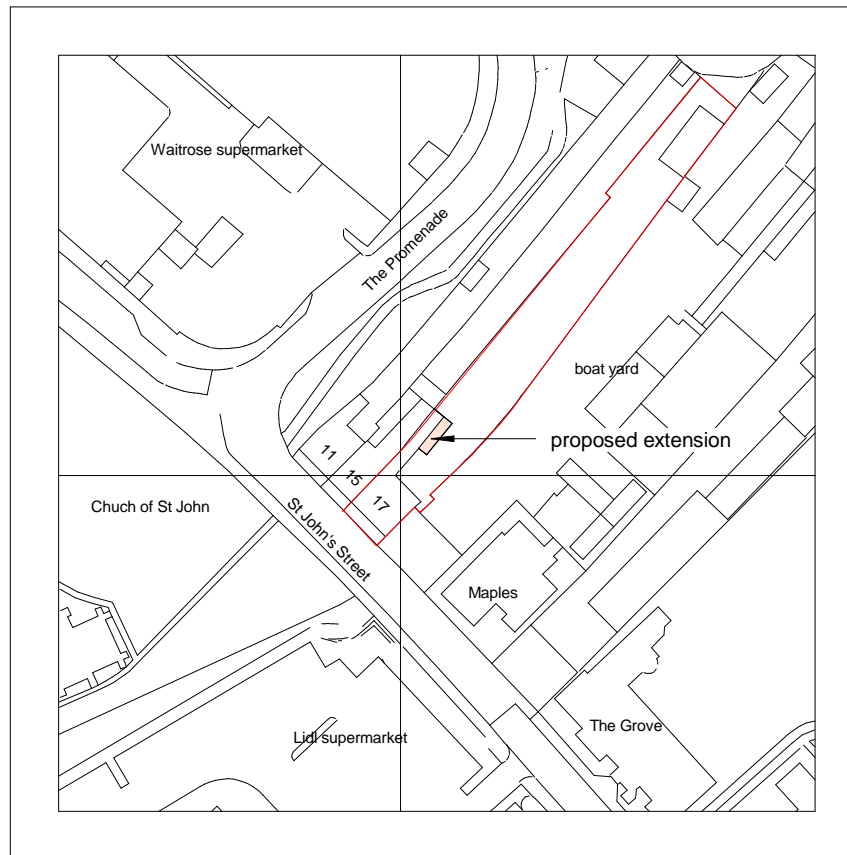 Waitrose supermarket
The Promenade
boat yard
proposed extension
11
15
17
Chuch of St John
St John's Street
Maples
The Grove
Lidl supermarket